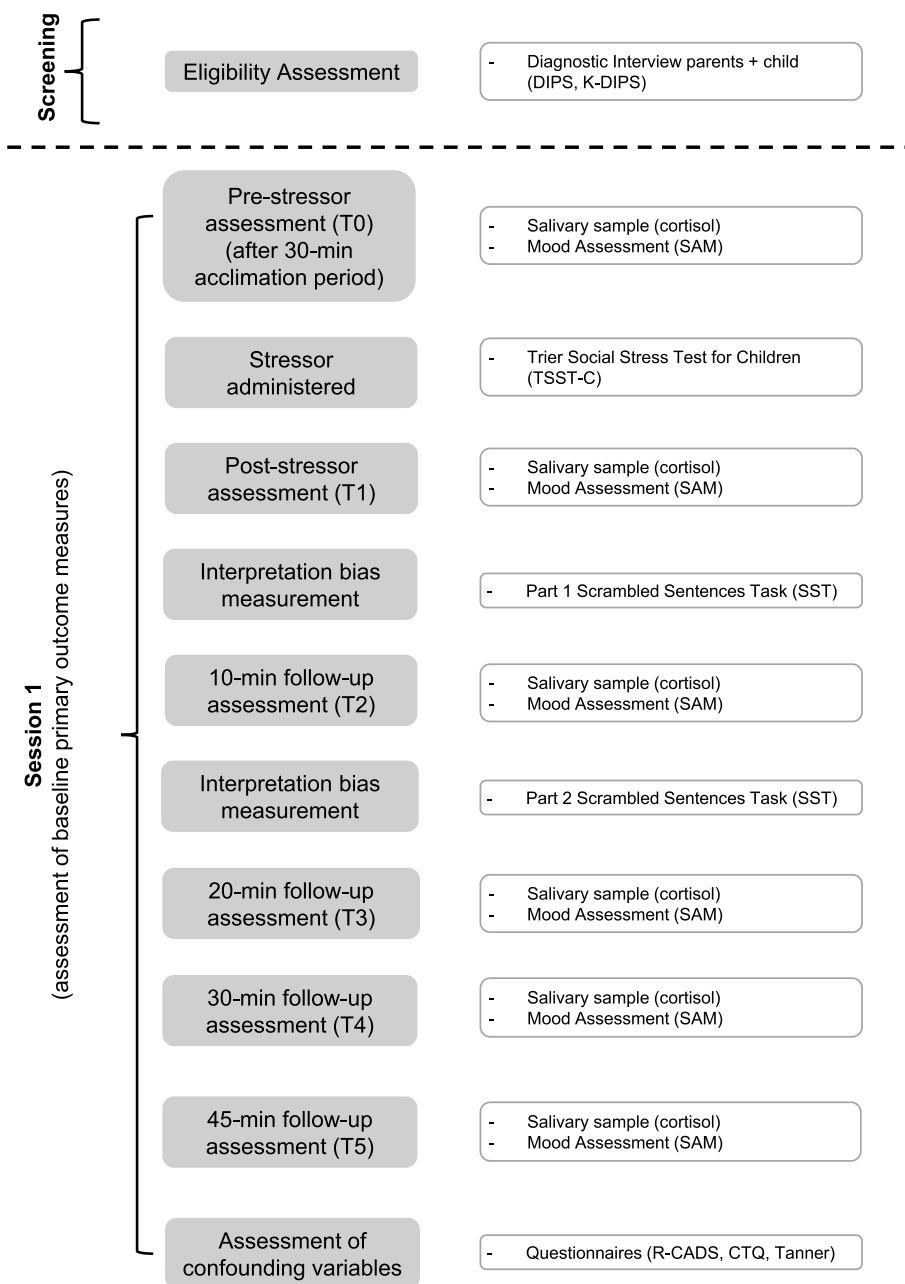 Screening
Eligibility Assessment
- Diagnostic Interview parents + child
(DIPS, K-DIPS)
Session 1
(assessment of baseline primary outcome measures)
Pre-stressor
assessment (T0)
(after 30-min
acclimation period)
- Salivary sample (cortisol)
- Mood Assessment (SAM)
Stressor
administered
- Trier Social Stress Test for Children
(TSST-C)
Post-stressor
assessment (T1)
- Salivary sample (cortisol)
- Mood Assessment (SAM)
Interpretation bias
measurement
- Part 1 Scrambled Sentences Task (SST)
10-min follow-up
assessment (T2)
- Salivary sample (cortisol)
- Mood Assessment (SAM)
Interpretation bias
measurement
- Part 2 Scrambled Sentences Task (SST)
20-min follow-up
assessment (T3)
- Salivary sample (cortisol)
- Mood Assessment (SAM)
30-min follow-up
assessment (T4)
- Salivary sample (cortisol)
- Mood Assessment (SAM)
45-min follow-up
assessment (T5)
- Salivary sample (cortisol)
- Mood Assessment (SAM)
Assessment of
confounding variables
- Questionnaires (R-CADS, CTQ, Tanner)